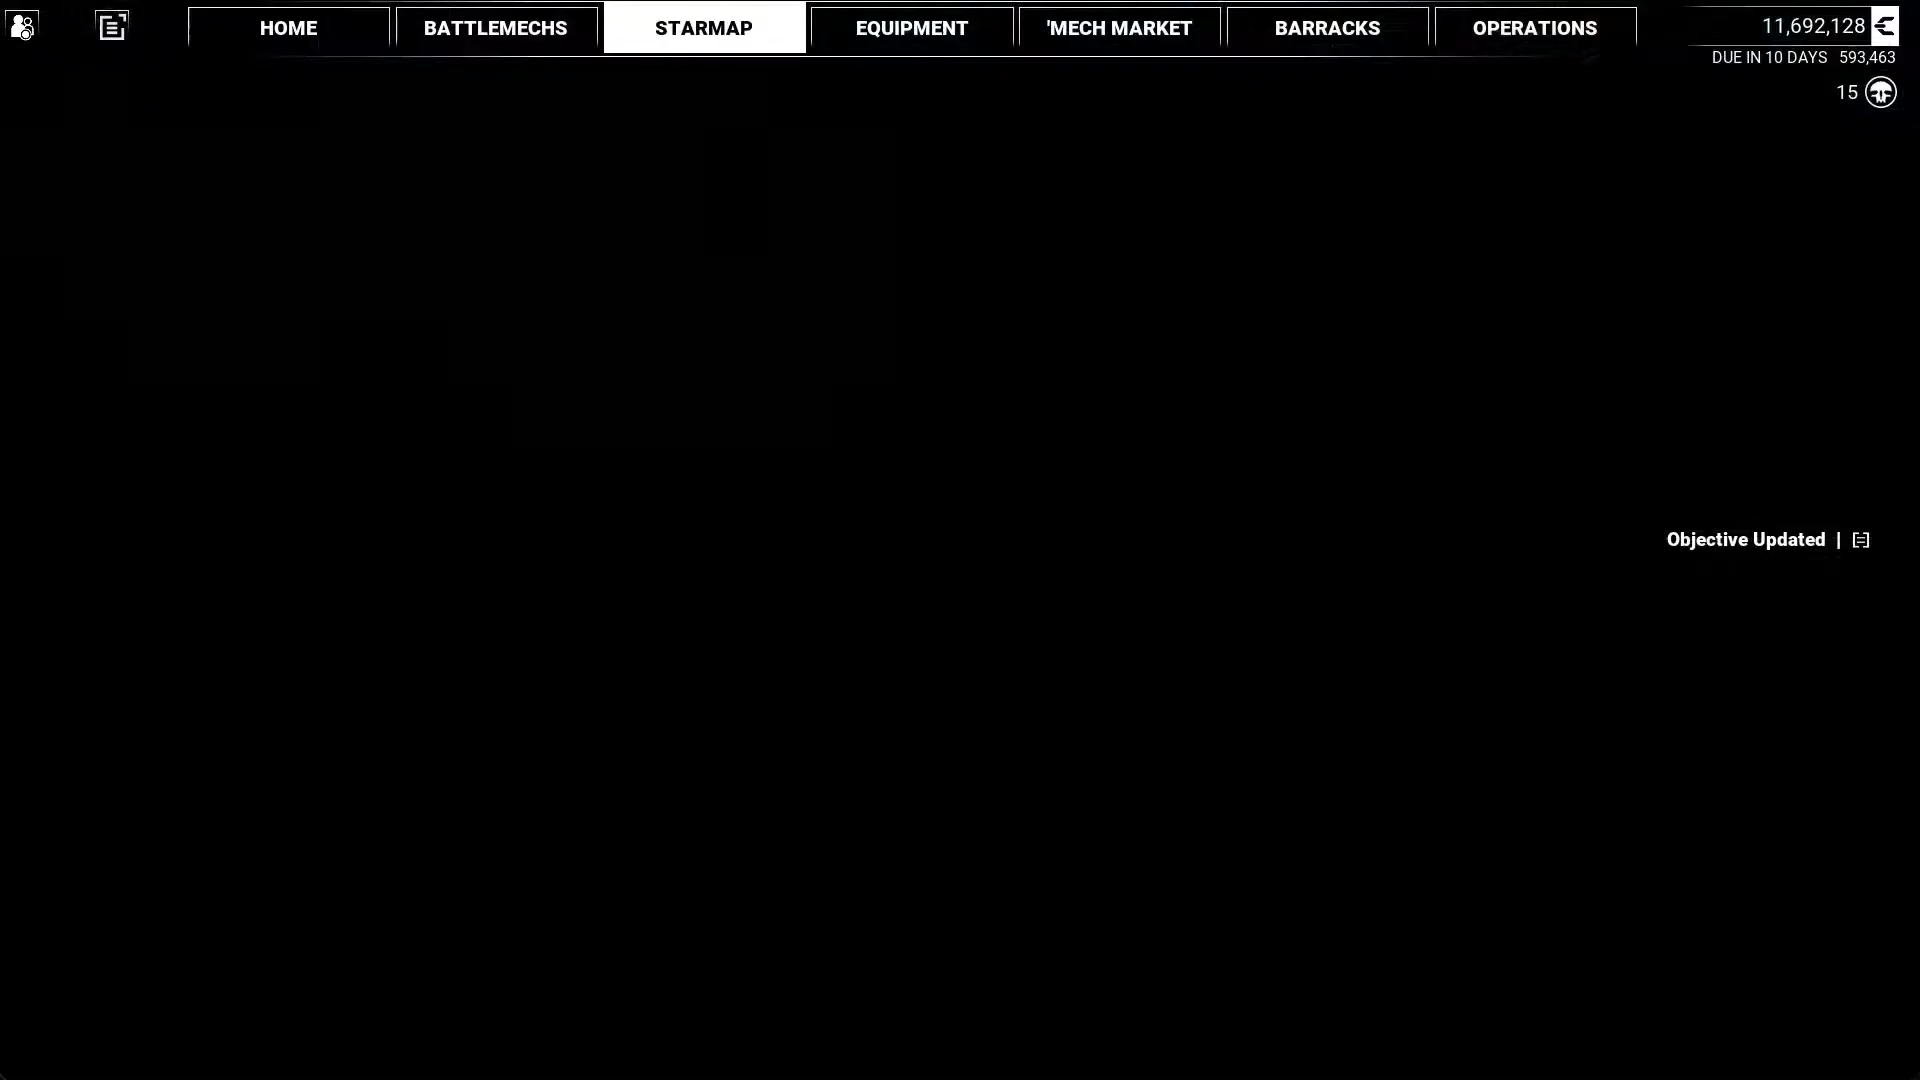 HOME
BATTLEMECHS
STARMAP
EQUIPMENT
'MECH MARKET
BARRACKS
OPERATIONS
11,692,128
DUE IN 10 DAYS 593,463
15
Objective Updated |